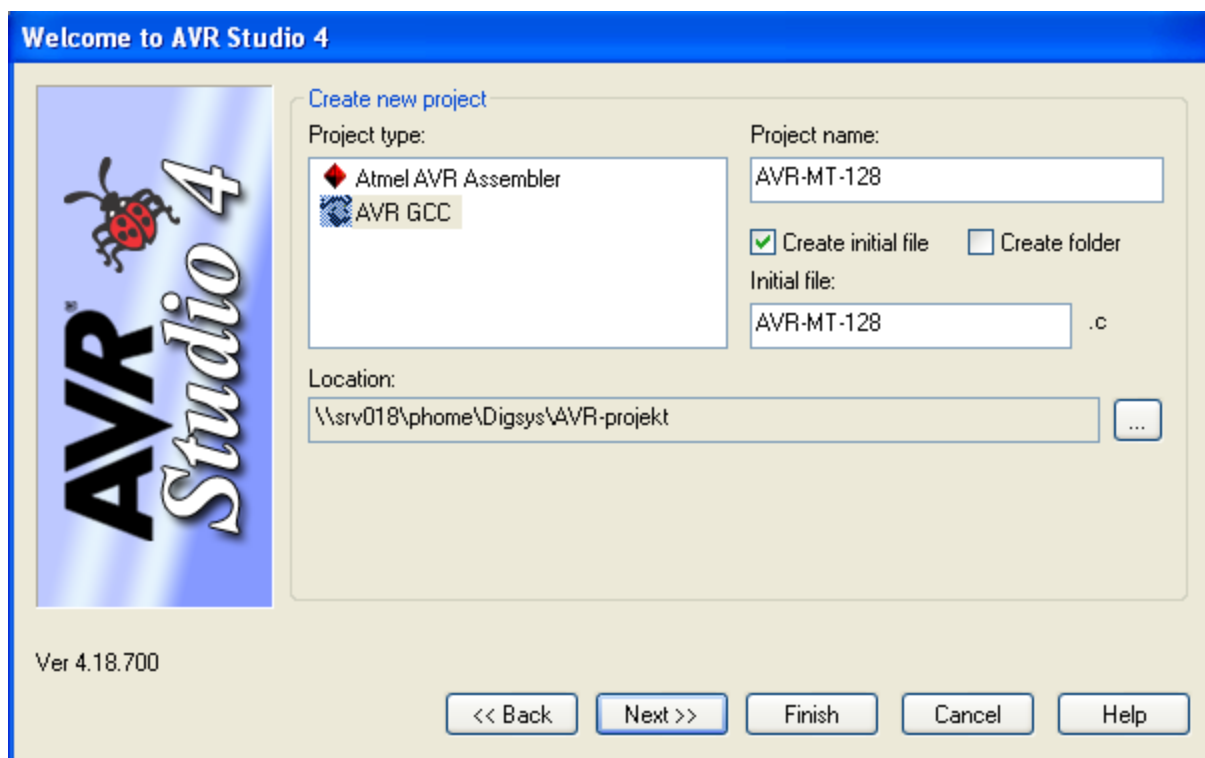 Welcome to AVR Studio 4
AVR® Studio 4
Create new project
Project type:
Atmel AVR Assembler
AVR GCC
Project name:
AVR-MT-128
Create initial file
Create folder
Initial file:
AVR-MT-128
.c
Location:
\\srv018\phome\Digsys\AVR-projekt
...
Ver 4.18.700
<< Back
Next >>
Finish
Cancel
Help